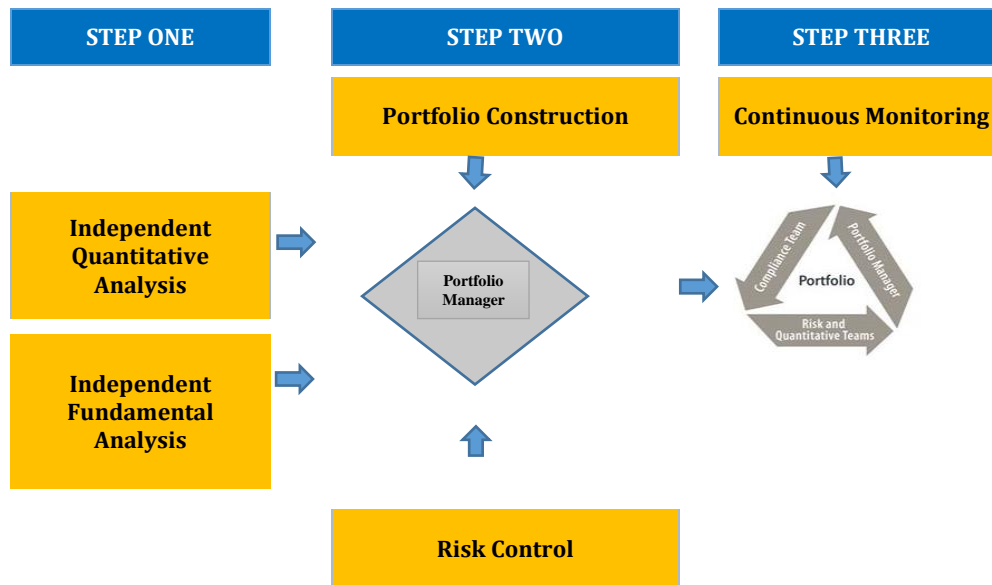 STEP ONE
STEP TWO
STEP THREE
Portfolio Construction
Continuous Monitoring
Independent
Quantitative
Analysis
Independent
Fundamental
Analysis
Portfolio
Manager
Compliance Team
Portfolio Manager
Portfolio
Risk and
Quantitative Teams
Risk Control